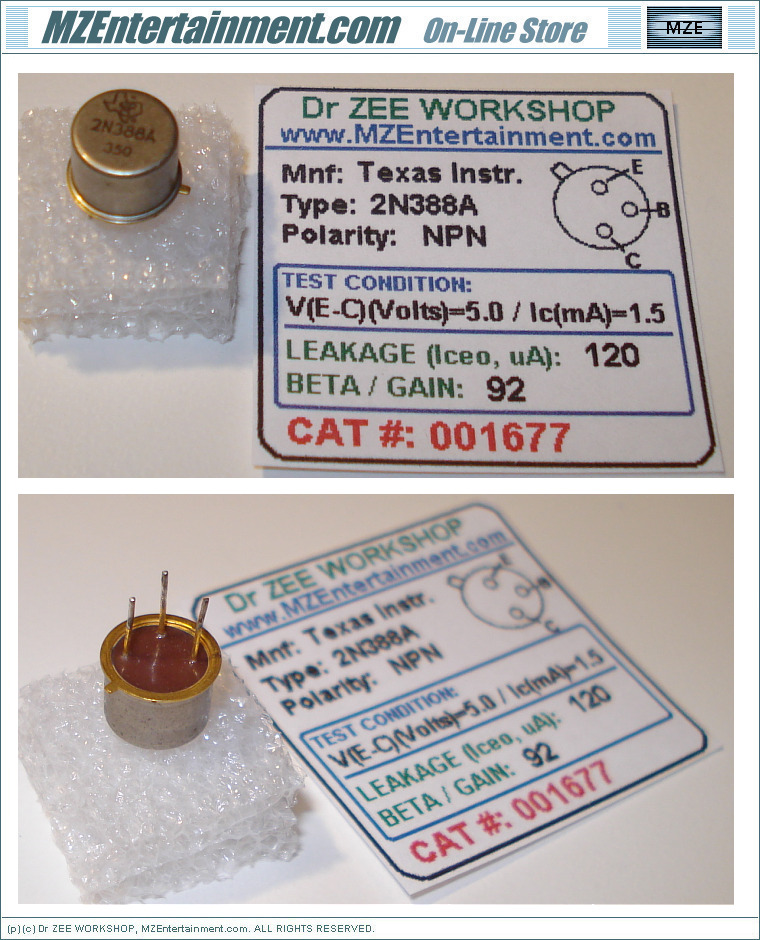 MZEntertainment.com On-Line Store MZE
2N388A
350
Dr ZEE WORKSHOP
www.MZEntertainment.com
Mnf: Texas Instr.
Type: 2N388A
Polarity: NPN
E
B
C
TEST CONDITION:
V(E-C)(Volts)=5.0 / Ic(mA)=1.5
LEAKAGE (Iceo, uA): 120
BETA / GAIN: 92
CAT #: 001677
Dr ZEE WORKSHOP
www.MZEntertainment.com
Mnf: Texas Instr.
Type: 2N388A
Polarity: NPN
E
B
C
TEST CONDITION:
V(E-C)(Volts)=5.0 / Ic(mA)=1.5
LEAKAGE (Iceo, uA): 120
BETA / GAIN: 92
CAT #: 001677
(p)(c) Dr ZEE WORKSHOP, MZEntertainment.com. ALL RIGHTS RESERVED.